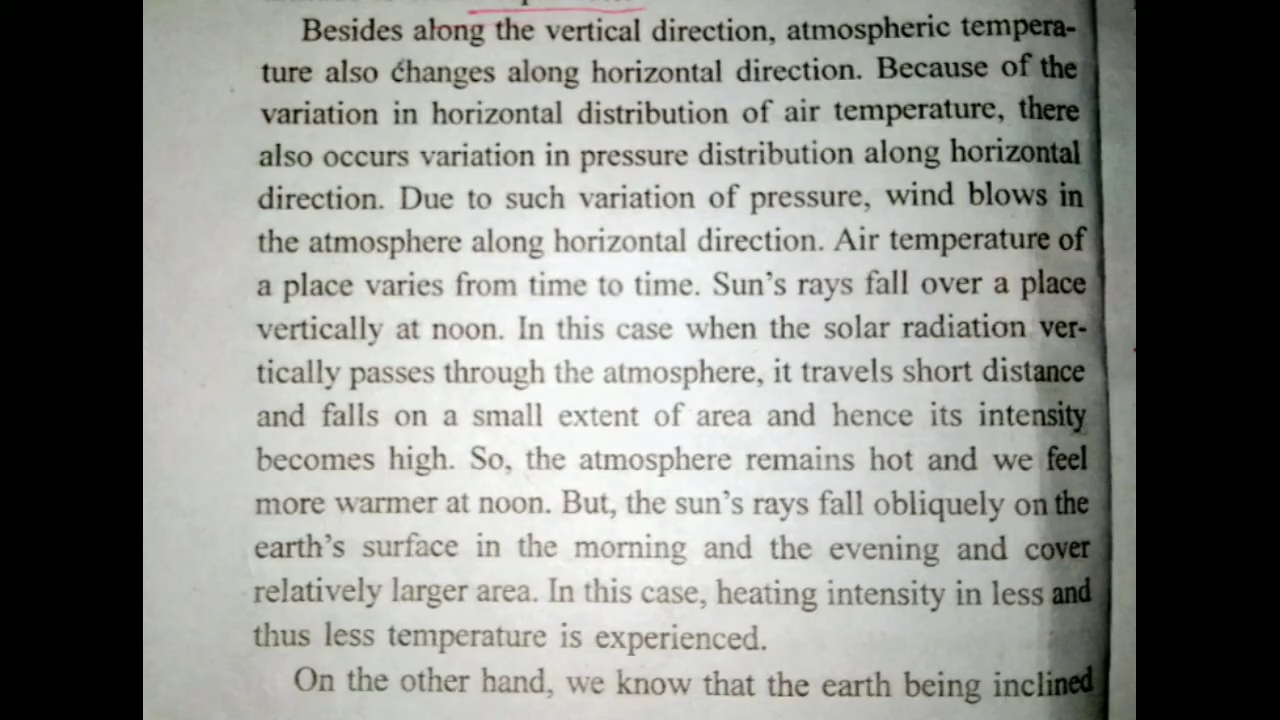 Besides along the vertical direction, atmospheric tempera-
ture also changes along horizontal direction. Because of the
variation in horizontal distribution of air temperature, there
also occurs variation in pressure distribution along horizontal
direction. Due to such variation of pressure, wind blows in
the atmosphere along horizontal direction. Air temperature of
a place varies from time to time. Sun's rays fall over a place
vertically at noon. In this case when the solar radiation ver-
tically passes through the atmosphere, it travels short distance
and falls on a small extent of area and hence its intensity
becomes high. So, the atmosphere remains hot and we feel
more warmer at noon. But, the sun's rays fall obliquely on the
earth's surface in the morning and the evening and cover
relatively larger area. In this case, heating intensity in less and
thus less temperature is experienced.
On the other hand, we know that the earth being inclined